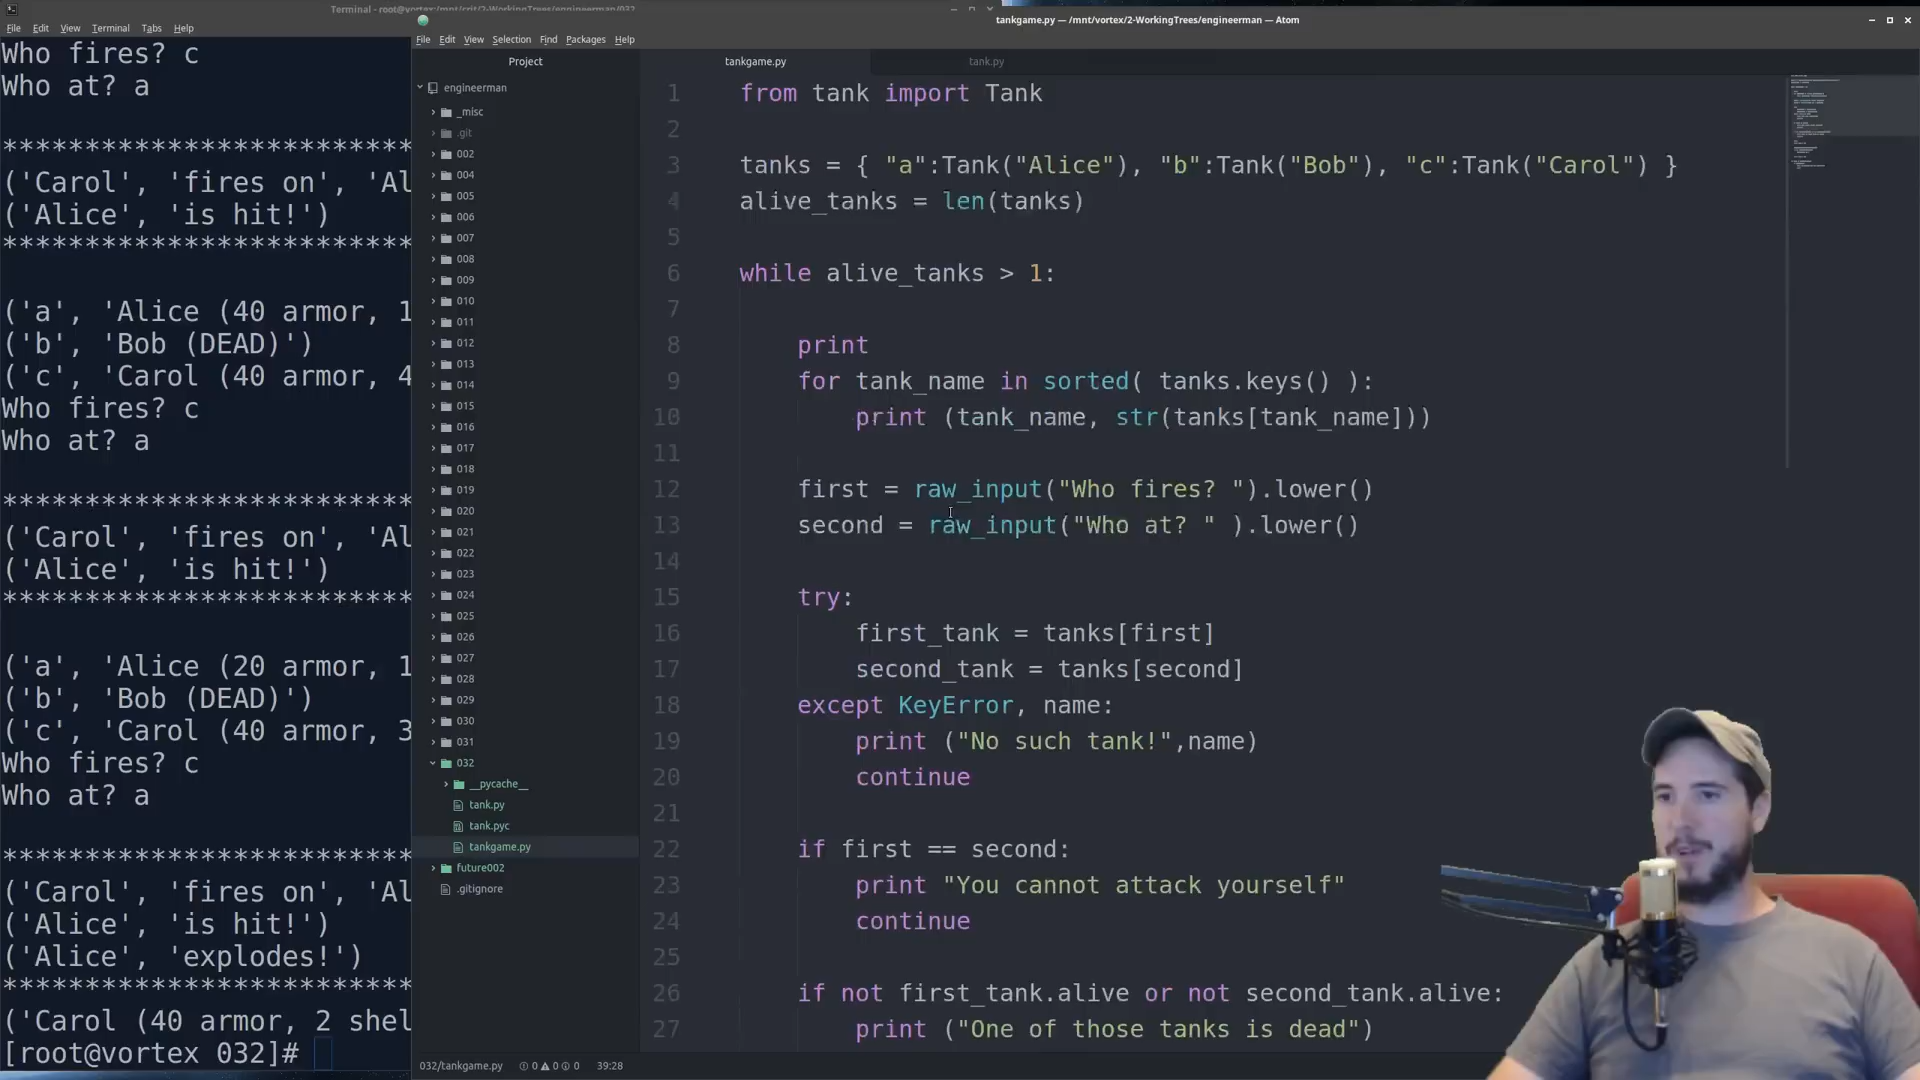 Terminal - root@vortex:/mnt/crit/2-WorkingTrees/engineerman/032
File Edit View Terminal Tabs Help
Who fires? c
Who at? a
******************************
('Carol', 'fires on', 'Al
('Alice', 'is hit!')
******************************
('a', 'Alice (40 armor, 1
('b', 'Bob (DEAD)')
('c', 'Carol (40 armor, 4
Who fires? c
Who at? a
******************************
('Carol', 'fires on', 'Al
('Alice', 'is hit!')
******************************
('a', 'Alice (20 armor, 1
('b', 'Bob (DEAD)')
('c', 'Carol (40 armor, 3
Who fires? c
Who at? a
******************************
('Carol', 'fires on', 'Al
('Alice', 'is hit!')
('Alice', 'explodes!')
******************************
('Carol (40 armor, 2 shel
[root@vortex 032]#
tankgame.py — /mnt/vortex/2-WorkingTrees/engineerman — Atom
File Edit View Selection Find Packages Help
Project
engineerman
_misc
.git
002
004
005
006
007
008
009
010
011
012
013
014
015
016
017
018
019
020
021
022
023
024
025
026
027
028
029
030
031
032
__pycache__
tank.py
tank.pyc
tankgame.py
future002
.gitignore
tankgame.py tank.py
1 from tank import Tank
2
3 tanks = { "a":Tank("Alice"), "b":Tank("Bob"), "c":Tank("Carol") }
4 alive_tanks = len(tanks)
5
6 while alive_tanks > 1:
7
8 print
9 for tank_name in sorted( tanks.keys() ):
10 print (tank_name, str(tanks[tank_name]))
11
12 first = raw_input("Who fires? ").lower()
13 second = raw_input("Who at? " ).lower()
14
15 try:
16 first_tank = tanks[first]
17 second_tank = tanks[second]
18 except KeyError, name:
19 print ("No such tank!",name)
20 continue
21
22 if first == second:
23 print "You cannot attack yourself"
24 continue
25
26 if not first_tank.alive or not second_tank.alive:
27 print ("One of those tanks is dead")
032/tankgame.py 0 0 0 39:28